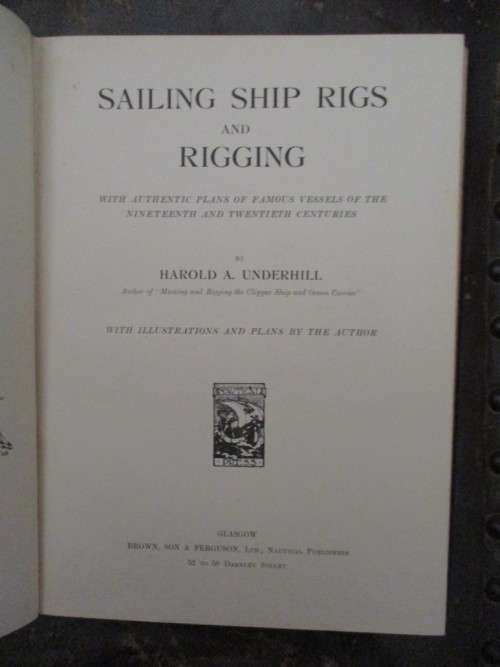 SAILING SHIP RIGS
AND
RIGGING
WITH AUTHENTIC PLANS OF FAMOUS VESSELS OF THE
NINETEENTH AND TWENTIETH CENTURIES
BY
HAROLD A. UNDERHILL
Author of "Masting and Rigging the Clipper Ship and Ocean Carrier"
WITH ILLUSTRATIONS AND PLANS BY THE AUTHOR
NAUTICAL
PRESS
GLASGOW
BROWN, SON & FERGUSON, LTD., NAUTICAL PUBLISHERS
52 TO 58 DARNLEY STREET